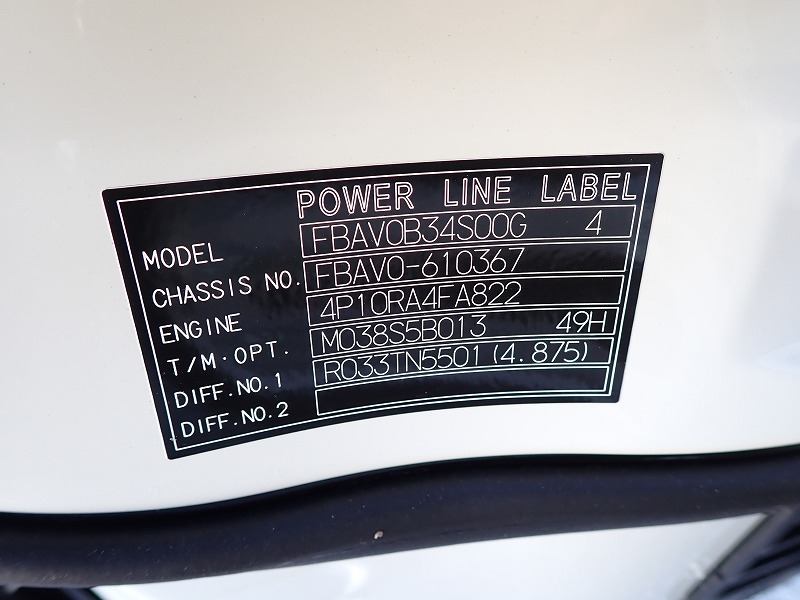 POWER LINE LABEL
MODEL FBAV0B34S00G 4
CHASSIS NO. FBAV0-610367
ENGINE 4P10RA4FA822
T/M·OPT. M038S5B013 49H
DIFF.NO.1 R033TN5501(4.875)
DIFF.NO.2